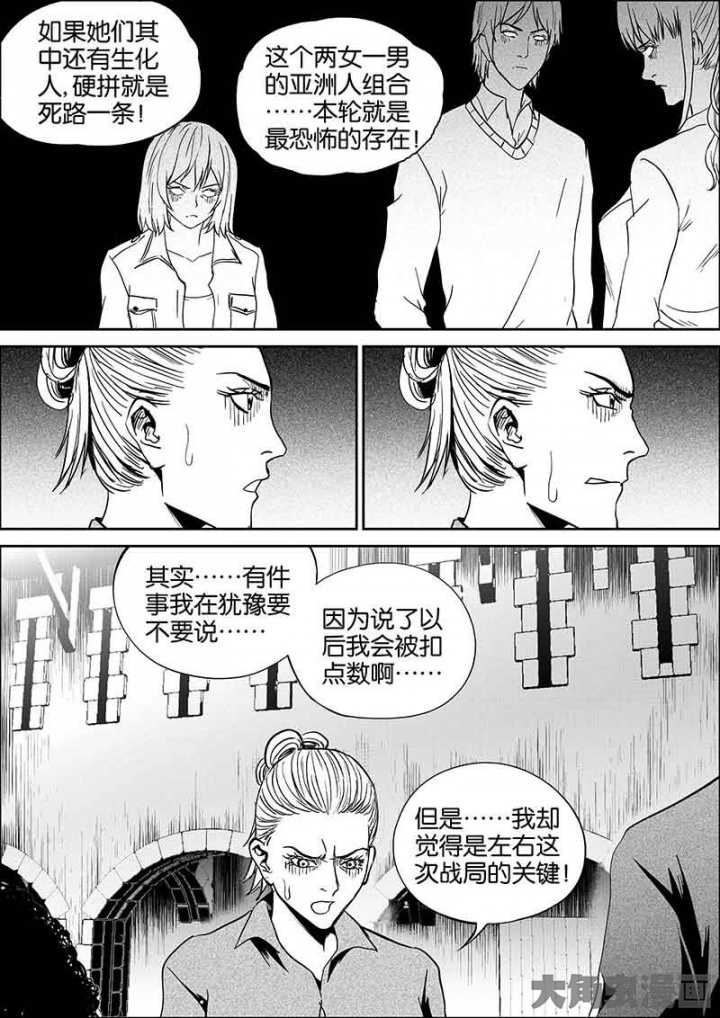 如果她们其
中还有生化
人,硬拼就是
死路一条!
这个两女一男
的亚洲人组合
……本轮就是
最恐怖的存在!
其实……有件
事我在犹豫要
不要说……
因为说了以
后我会被扣
点数啊……
但是……我却
觉得是左右这
次战局的关键!
大角虫漫画